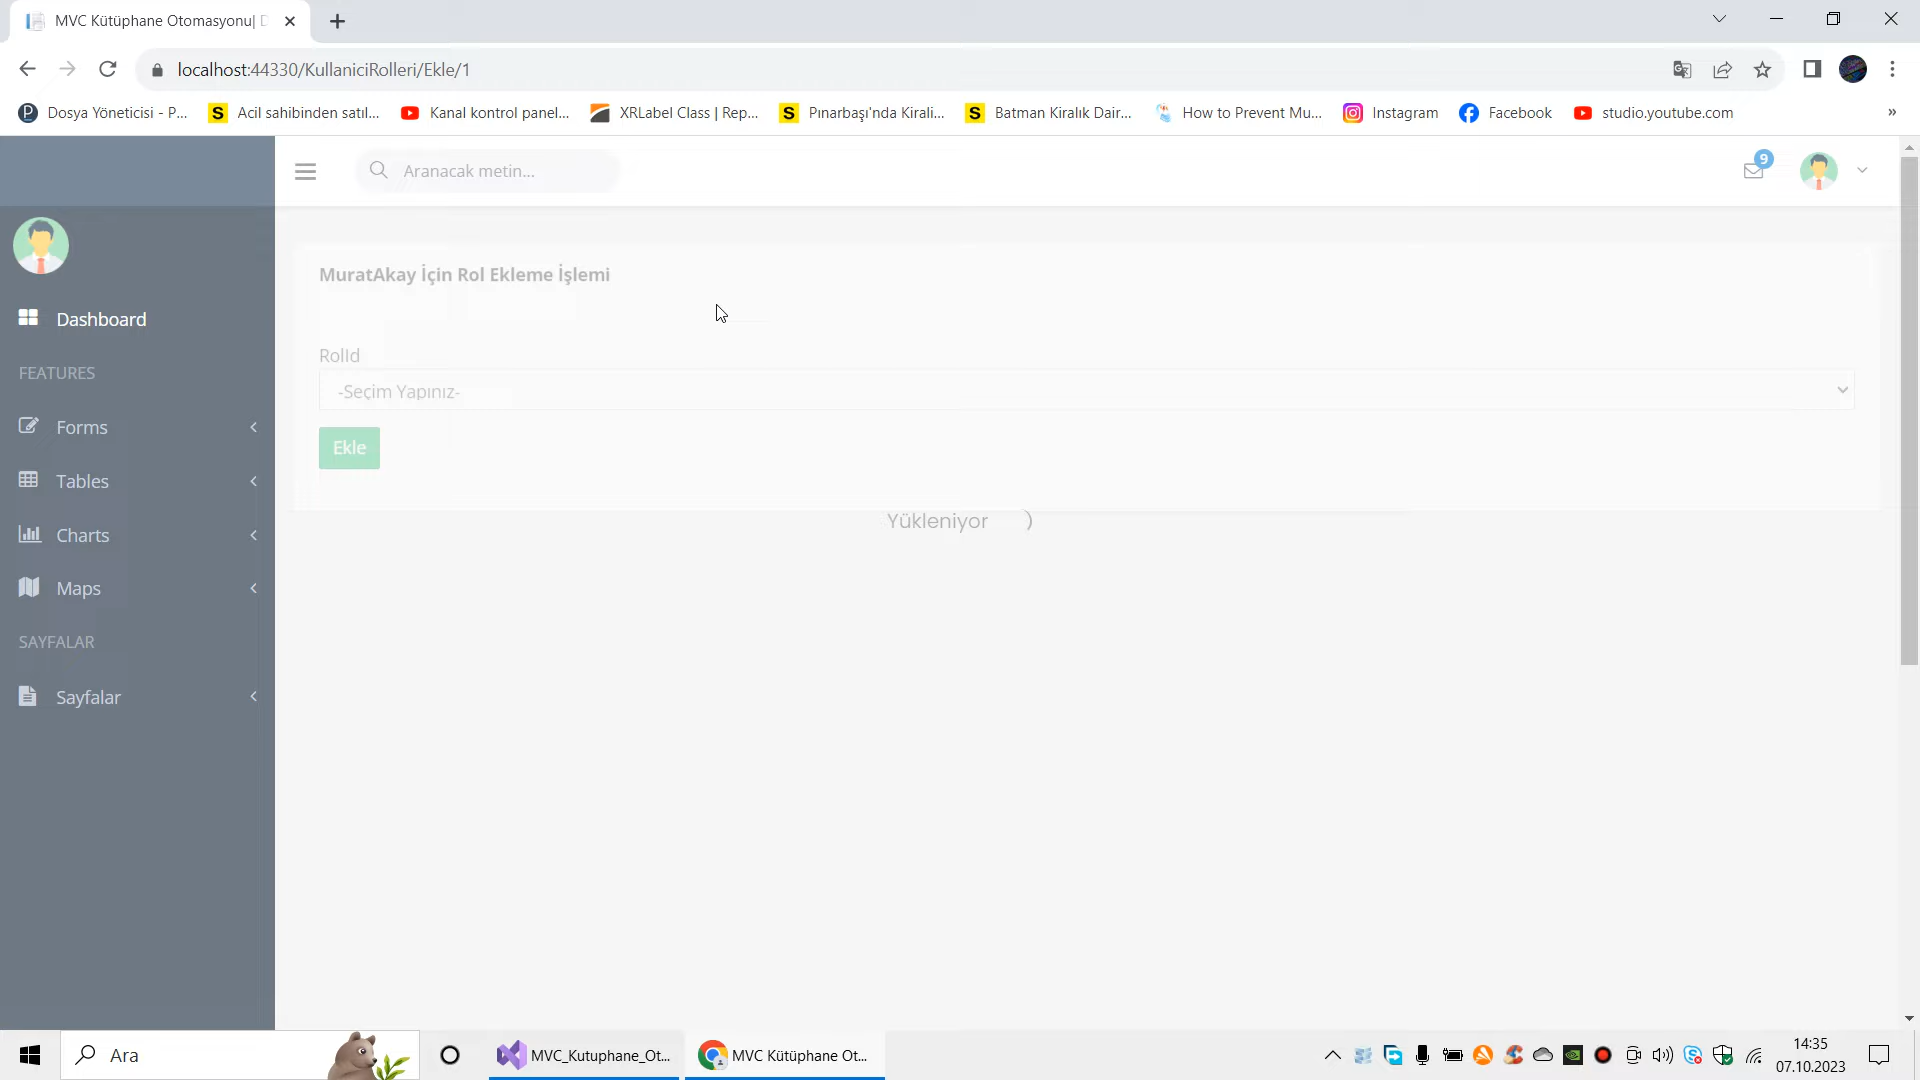 MVC Kütüphane Otomasyonu| D
localhost:44330/KullaniciRolleri/Ekle/1
Dosya Yöneticisi - P...
Acil sahibinden satıl...
Kanal kontrol panel...
XRLabel Class | Rep...
Pınarbaşı'nda Kirali...
Batman Kiralık Dair...
How to Prevent Mu...
Instagram
Facebook
studio.youtube.com
»
Aranacak metin...
9
MuratAkay İçin Rol Ekleme İşlemi
Dashboard
RolId
FEATURES
-Seçim Yapınız-
Forms
Ekle
Tables
Yükleniyor
Charts
Maps
SAYFALAR
Sayfalar
Ara
MVC_Kutuphane_Ot...
MVC Kütüphane Ot...
14:35
07.10.2023